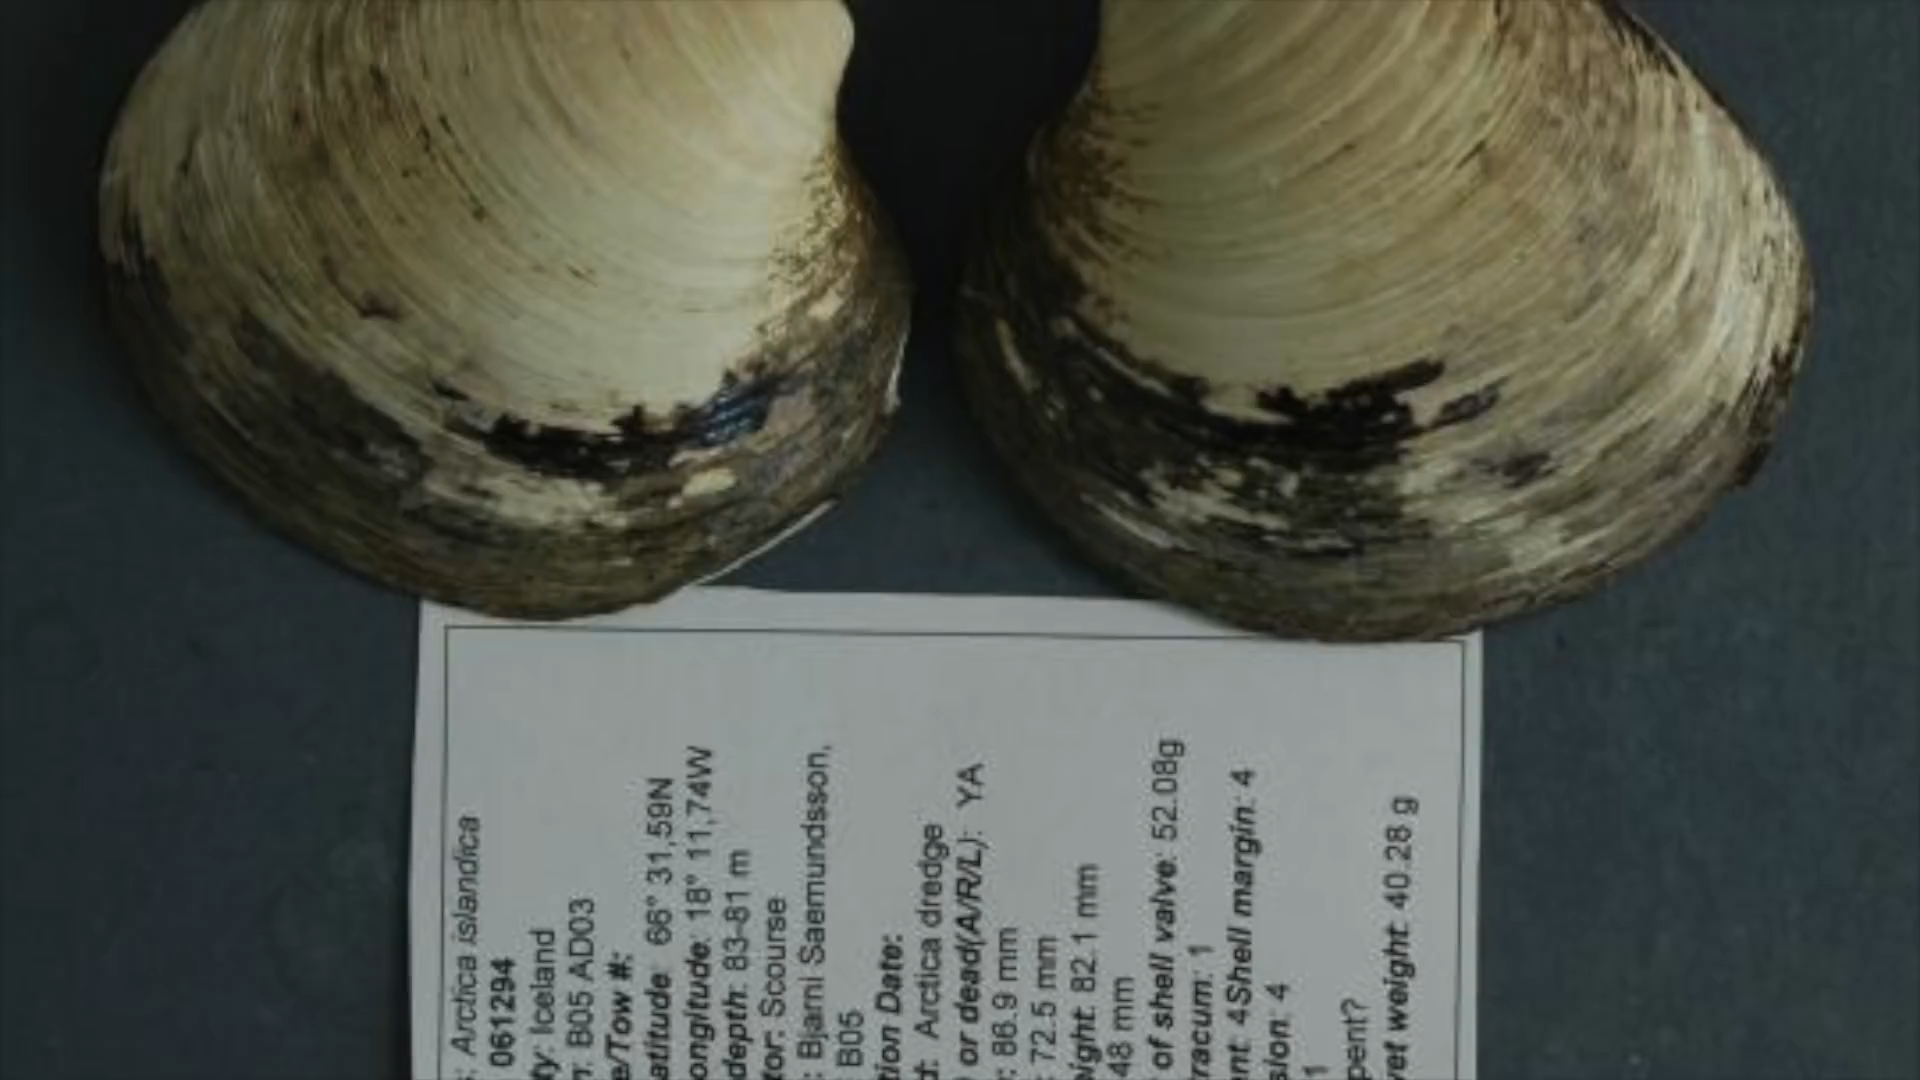 : Arctica islandica
061294
ty: Iceland
n: B05 AD03
e/Tow #:
atitude: 66° 31,59N
ongitude: 18° 11,74W
depth: 83-81 m
tor: Scourse
: Bjarni Saemundsson,
B05
tion Date:
d: Arctica dredge
) or dead(A/R/L): YA
: 86.9 mm
: 72.5 mm
eight: 82.1 mm
48 mm
of shell valve: 52.08g
tracum: 1
ent: 4Shell margin: 4
sion: 4
1
pent?
vet weight: 40.28 g